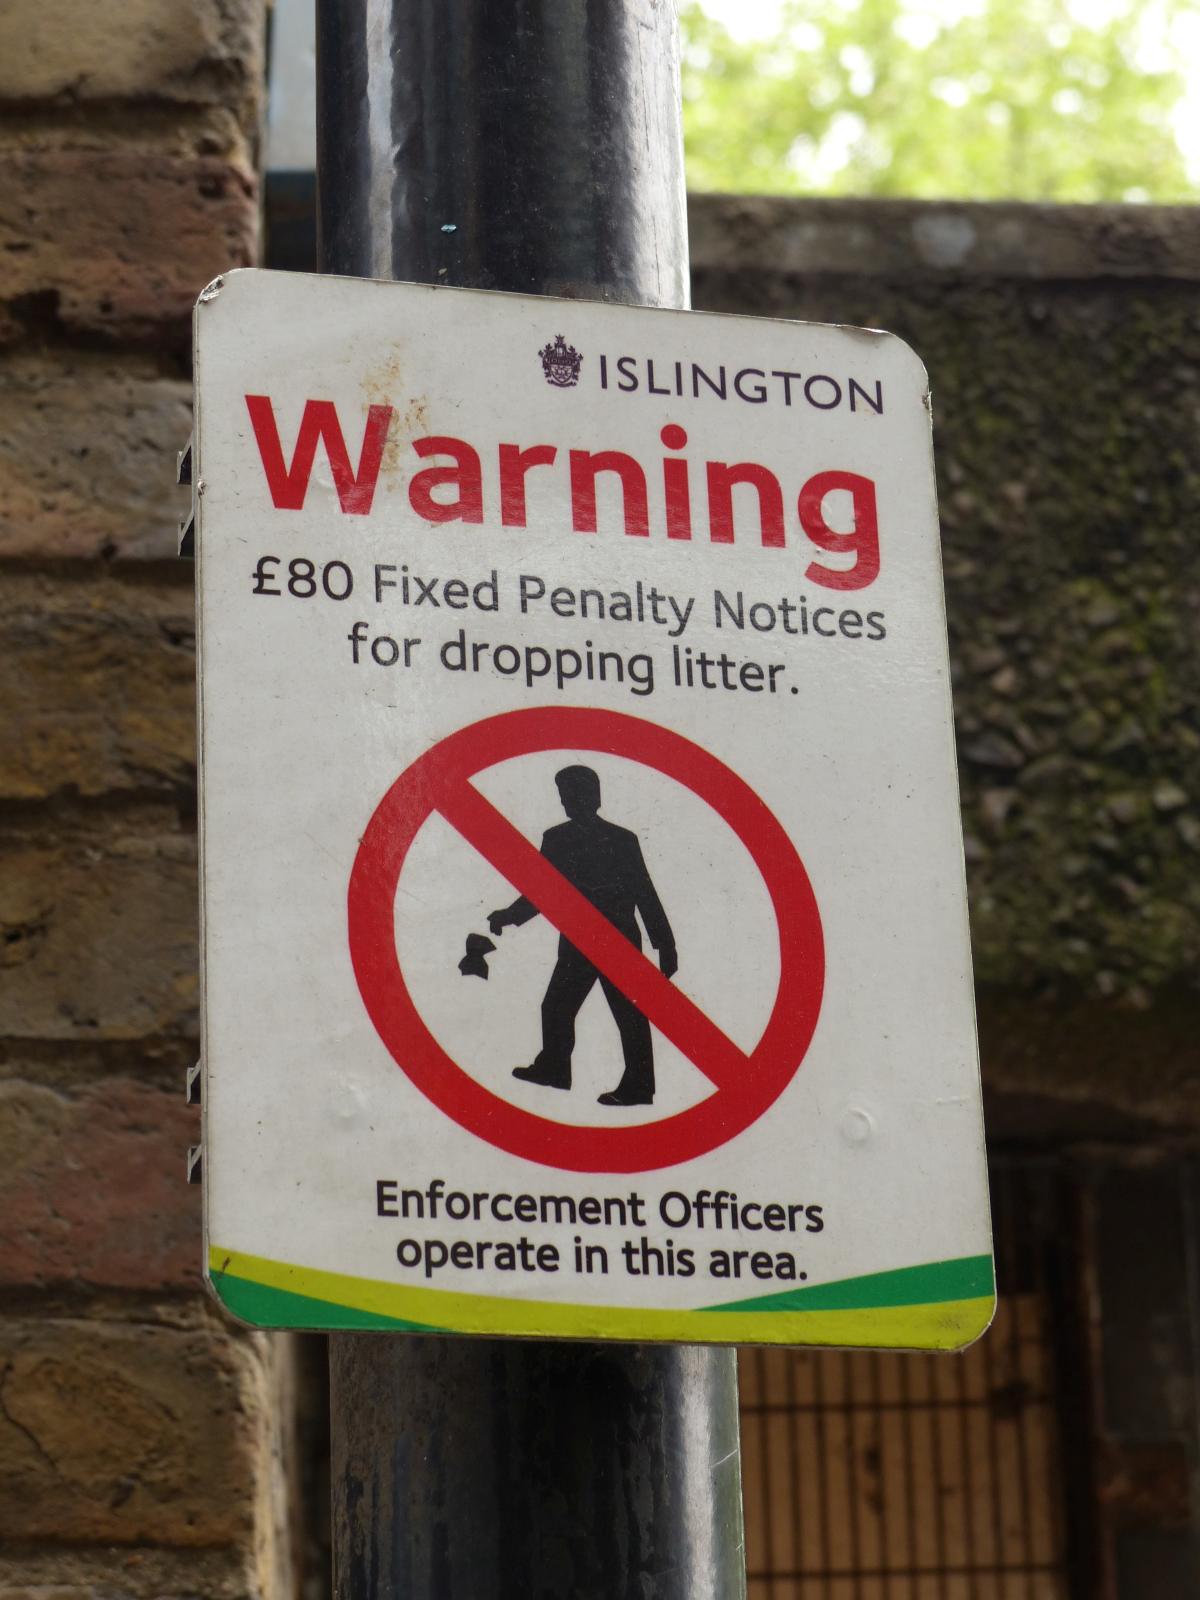 ISLINGTON
Warning
£80 Fixed Penalty Notices
for dropping litter.
Enforcement Officers
operate in this area.